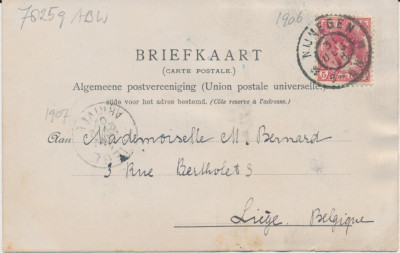 78259 ABW
1906
NIJMEGEN
BRIEFKAART
(CARTE POSTALE.)
Algemeene postvereeniging (Union postale universelle)
zijde voor het adres bestemd. (Côté réservé à l'adresse.)
1907
Aan Mademoiselle M. Bernard
3 Rue Bertholet 3
Liège. Belgique